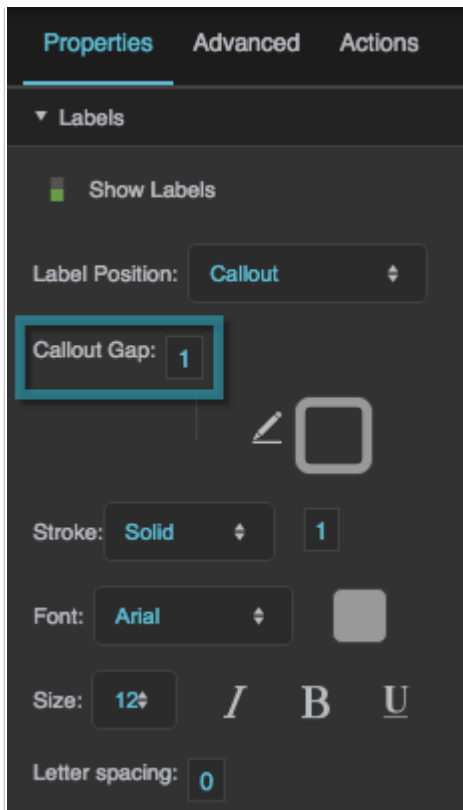 Properties Advanced Actions
Labels
Show Labels
Label Position: Callout
Callout Gap: 1
Stroke: Solid 1
Font: Arial
Size: 12 I B U
Letter spacing: 0